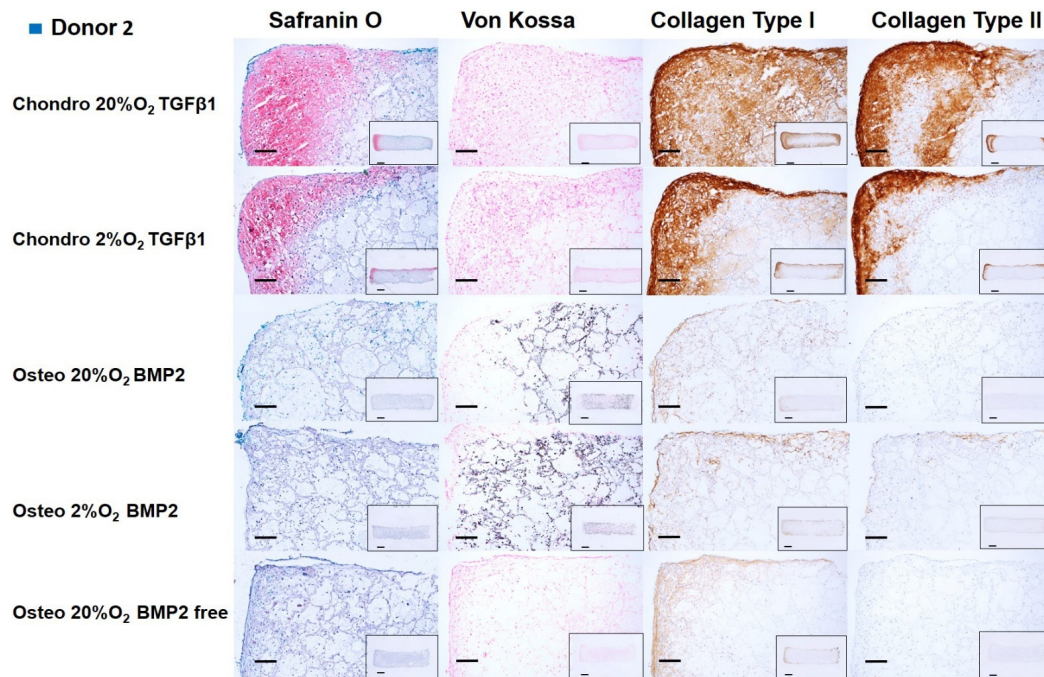 Donor 2
Safranin O Von Kossa Collagen Type I Collagen Type II
Chondro 20%O₂ TGFβ1
Chondro 2%O₂ TGFβ1
Osteo 20%O₂ BMP2
Osteo 2%O₂ BMP2
Osteo 20%O₂ BMP2 free